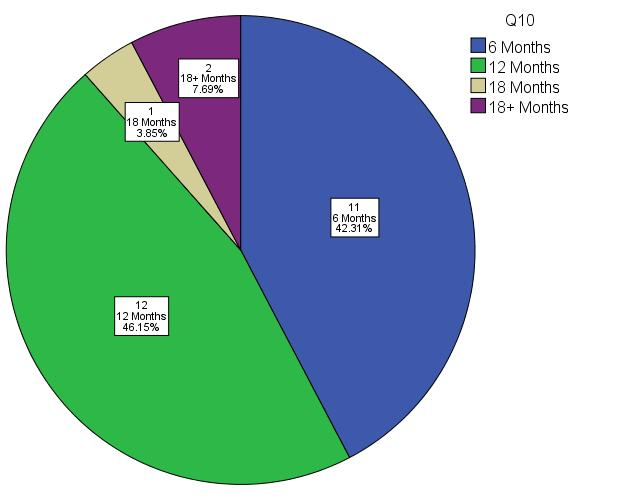 Q10
6 Months
12 Months
18 Months
18+ Months
2
18+ Months
7.69%
1
18 Months
3.85%
11
6 Months
42.31%
12
12 Months
46.15%